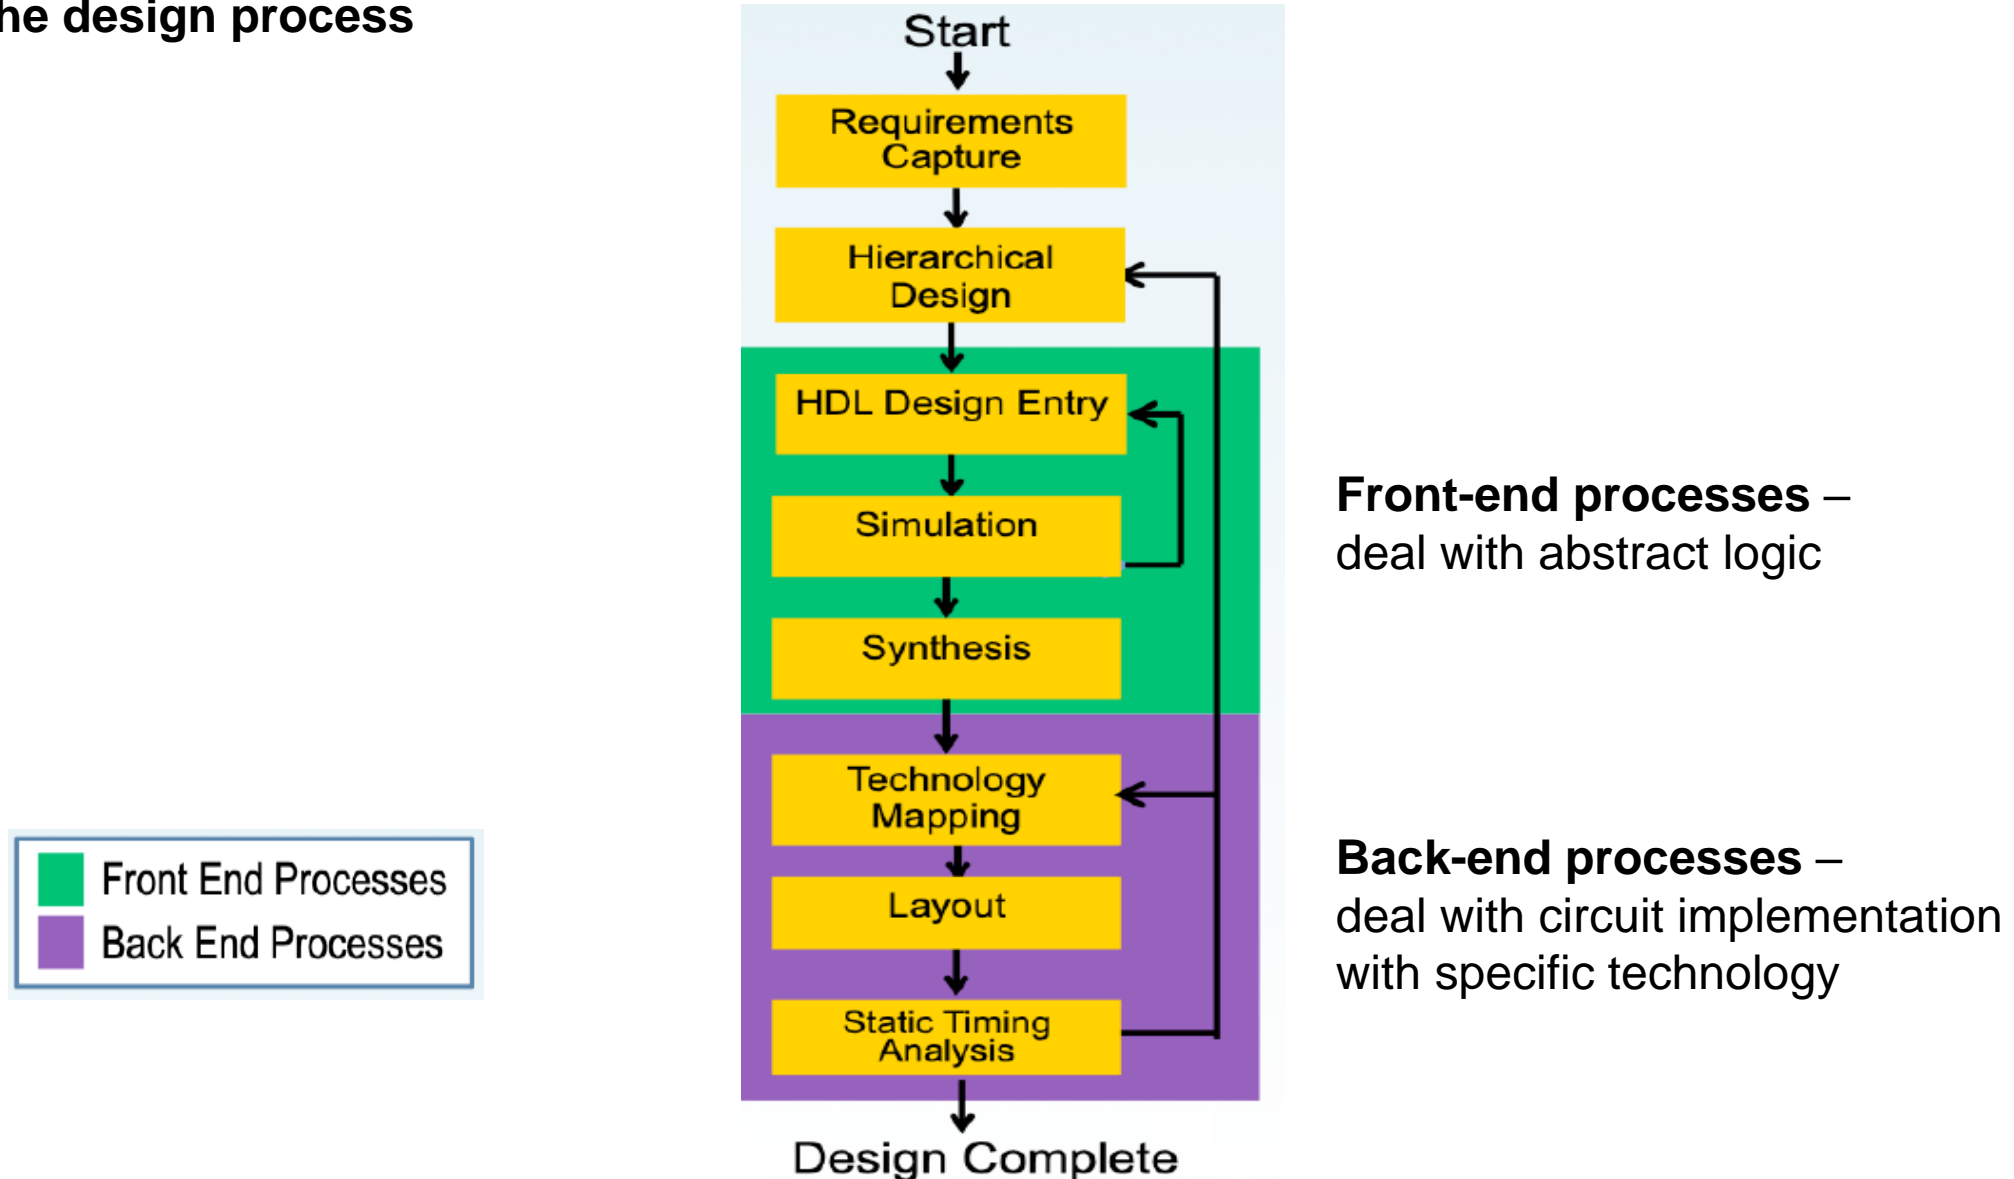 he design process
Start
Requirements
Capture
Hierarchical
Design
HDL Design Entry
Simulation
Synthesis
Technology
Mapping
Layout
Static Timing
Analysis
Design Complete
Front-end processes –
deal with abstract logic
Back-end processes –
deal with circuit implementation
with specific technology
Front End Processes
Back End Processes